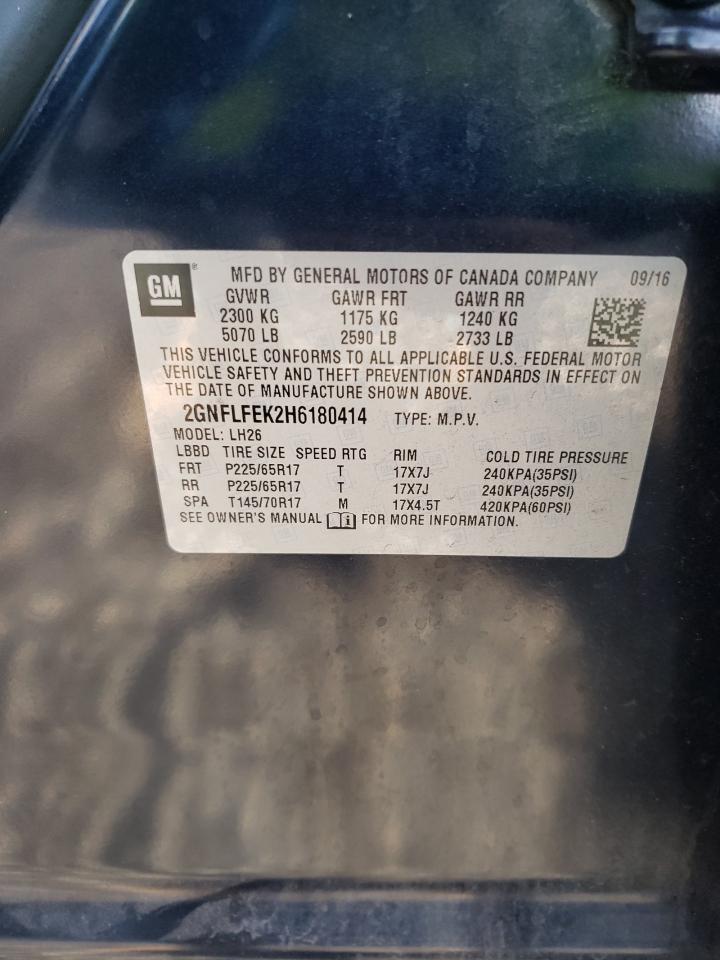 GM ® MFD BY GENERAL MOTORS OF CANADA COMPANY 09/16
GVWR GAWR FRT GAWR RR
2300 KG 1175 KG 1240 KG
5070 LB 2590 LB 2733 LB
THIS VEHICLE CONFORMS TO ALL APPLICABLE U.S. FEDERAL MOTOR
VEHICLE SAFETY AND THEFT PREVENTION STANDARDS IN EFFECT ON
THE DATE OF MANUFACTURE SHOWN ABOVE.
2GNFLFEK2H6180414 TYPE: M.P.V.
MODEL: LH26
LBBD TIRE SIZE SPEED RTG RIM COLD TIRE PRESSURE
FRT P225/65R17 T 17X7J 240KPA(35PSI)
RR P225/65R17 T 17X7J 240KPA(35PSI)
SPA T145/70R17 M 17X4.5T 420KPA(60PSI)
SEE OWNER'S MANUAL FOR MORE INFORMATION.